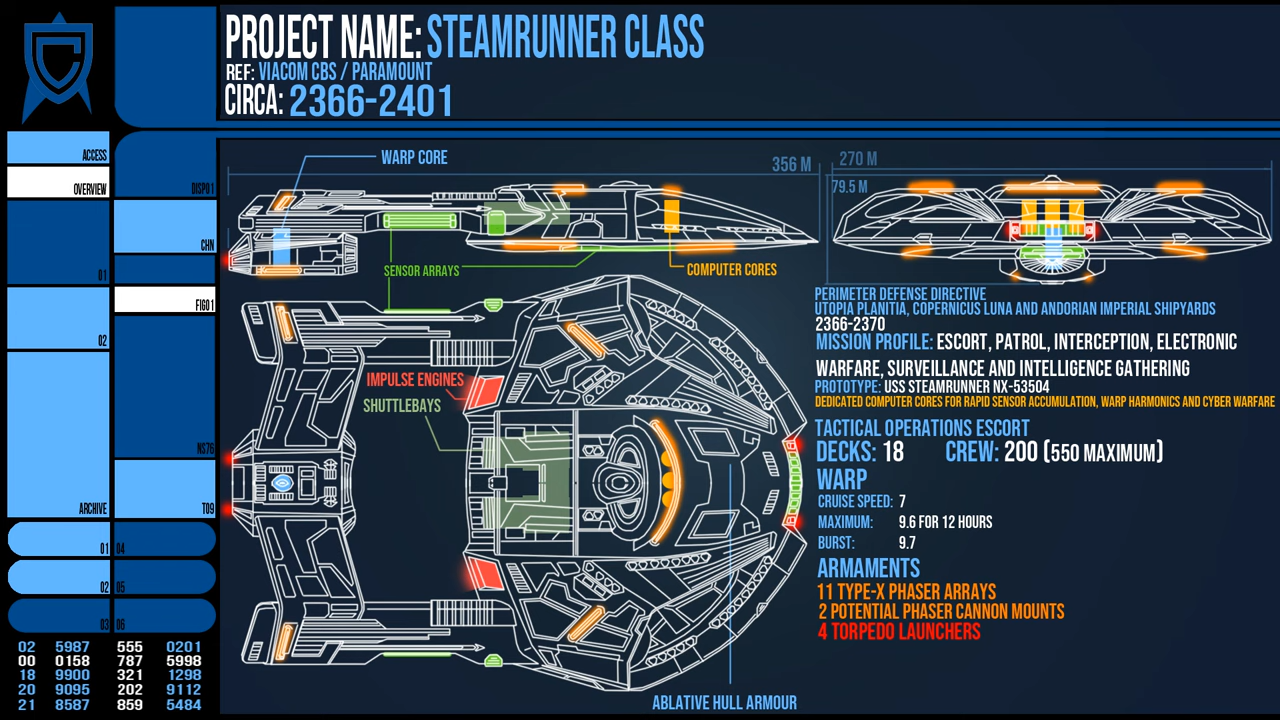 PROJECT NAME: STEAMRUNNER CLASS
REF: VIACOM CBS / PARAMOUNT
CIRCA: 2366-2401
ACCESS
OVERVIEW
01
02
ARCHIVE
DISPO1
CHN
FIG01
NS76
T09
01 04
02 05
03 06
02 5987 555 0201
00 0158 787 5998
18 9900 321 1298
20 9095 202 9112
21 8587 859 5484
WARP CORE
356 M
270 M
79.5 M
SENSOR ARRAYS
COMPUTER CORES
IMPULSE ENGINES
SHUTTLEBAYS
ABLATIVE HULL ARMOUR
PERIMETER DEFENSE DIRECTIVE
UTOPIA PLANITIA, COPERNICUS LUNA AND ANDORIAN IMPERIAL SHIPYARDS
2366-2370
MISSION PROFILE: ESCORT, PATROL, INTERCEPTION, ELECTRONIC
WARFARE, SURVEILLANCE AND INTELLIGENCE GATHERING
PROTOTYPE: USS STEAMRUNNER NX-53504
DEDICATED COMPUTER CORES FOR RAPID SENSOR ACCUMULATION, WARP HARMONICS AND CYBER WARFARE
TACTICAL OPERATIONS ESCORT
DECKS: 18 CREW: 200 (550 MAXIMUM)
WARP
CRUISE SPEED: 7
MAXIMUM: 9.6 FOR 12 HOURS
BURST: 9.7
ARMAMENTS
11 TYPE-X PHASER ARRAYS
2 POTENTIAL PHASER CANNON MOUNTS
4 TORPEDO LAUNCHERS